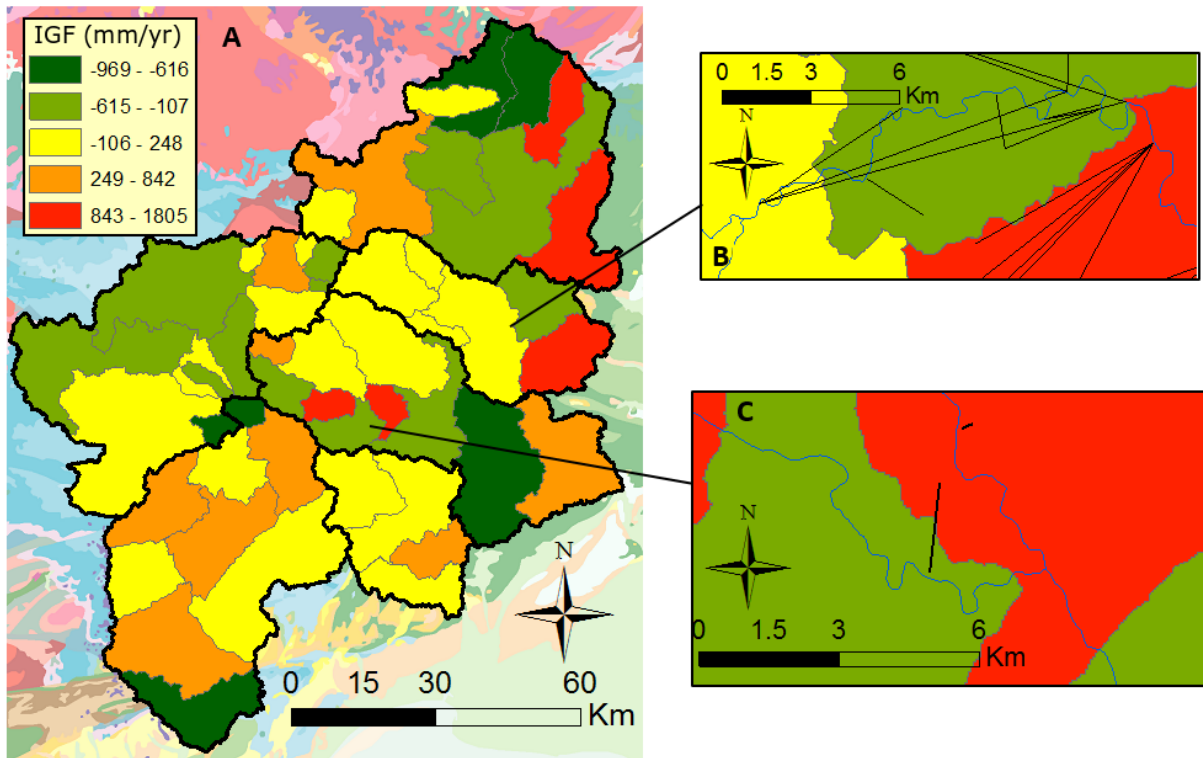 IGF (mm/yr)
-969 - -616
-615 - -107
-106 - 248
249 - 842
843 - 1805
A
N
0 15 30 60
Km
0 1.5 3 6
Km
N
B
C
N
0 1.5 3 6
Km